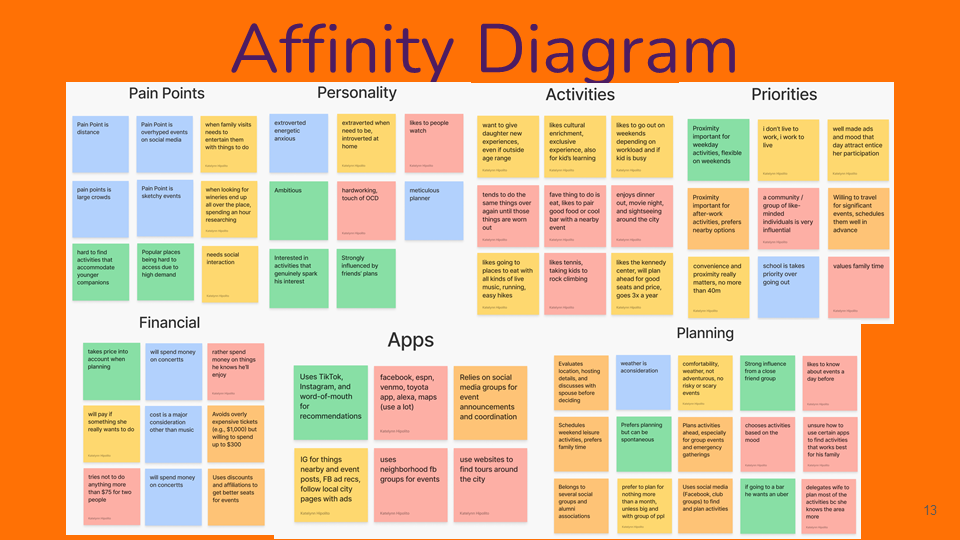 Affinity Diagram
Pain Points
Pain Point is
distance
Pain Point is
overhyped events
on social media
when family visits
needs to
entertain them
with things to do
pain points is
large crowds
Pain Point is
sketchy events
when looking for
wineries end up
all over the place,
spending an hour
researching
hard to find
activities that
accommodate
younger
companions
Popular places
being hard to
access due to
high demand
needs social
interaction
Personality
extroverted
energetic
anxious
extraverted when
need to be,
introverted at
home
likes to people
watch
Ambitious
hardworking,
touch of OCD
meticulous
planner
Interested in
activities that
genuinely spark
his interest
Strongly
influenced by
friends' plans
Activities
want to give
daughter new
experiences,
even if outside
age range
likes cultural
enrichment,
exclusive
experience, also
for kid's learning
likes to go out on
weekends
depending on
workload and if
kid is busy
tends to do the
same things over
again until those
things are worn
out
fave thing to do is
eat, likes to pair
good food or cool
bar with a nearby
event
enjoys dinner
out, movie night,
and sightseeing
around the city
likes going to
places to eat with
all kinds of live
music, running,
easy hikes
likes tennis,
taking kids to
rock climbing
likes the kennedy
center, will plan
ahead for good
seats and price,
goes 3x a year
Priorities
Proximity
important for
weekday
activities, flexible
on weekends
i don't live to
work, i work to
live
well made ads
and mood that
day attract entice
her participation
Proximity
important for
after-work
activities, prefers
nearby options
a community /
group of like-
minded
individuals is very
influential
Willing to travel
for significant
events, schedules
them well in
advance
convenience and
proximity really
matters, no more
than 40m
school is takes
priority over
going out
values family time
Financial
takes price into
account when
planning
will spend money
on concertts
rather spend
money on things
he knows he'll
enjoy
will pay if
something she
really wants to do
cost is a major
consideration
other than music
Avoids overly
expensive tickets
(e.g., $1,000) but
willing to spend
up to $300
tries not to do
anything more
than $75 for two
people
will spend money
on concertts
Uses discounts
and affiliations to
get better seats
for events
Apps
Uses TikTok,
Instagram, and
word-of-mouth
for
recommendations
facebook, espn,
venmo, toyota
app, alexa, maps
(use a lot)
Relies on social
media groups for
event
announcements
and coordination
IG for things
nearby and event
posts, FB ad recs,
follow local city
pages with ads
uses
neighborhood fb
groups for events
use websites to
find tours around
the city
Planning
Evaluates
location, hosting
details, and
discusses with
spouse before
deciding
weather is
aconsideration
comfortability,
weather, not
adventurous, no
risky or scary
events
Strong influence
from a close
friend group
likes to know
about events a
day before
Schedules
weekend leisure
activities, prefers
family time
Prefers planning
but can be
spontaneous
Plans activities
ahead, especially
for group events
and emergency
gatherings
chooses activities
based on the
mood
unsure how to
use certain apps
to find activities
that works best
for his family
Belongs to
several social
groups and
alumni
associations
prefer to plan for
nothing more
than a month,
unless big and
with group of ppl
Uses social media
(Facebook, club
groups) to find
and plan activities
if going to a bar
he wants an uber
delegates wife to
plan most of the
activities bc she
knows the area
more
13